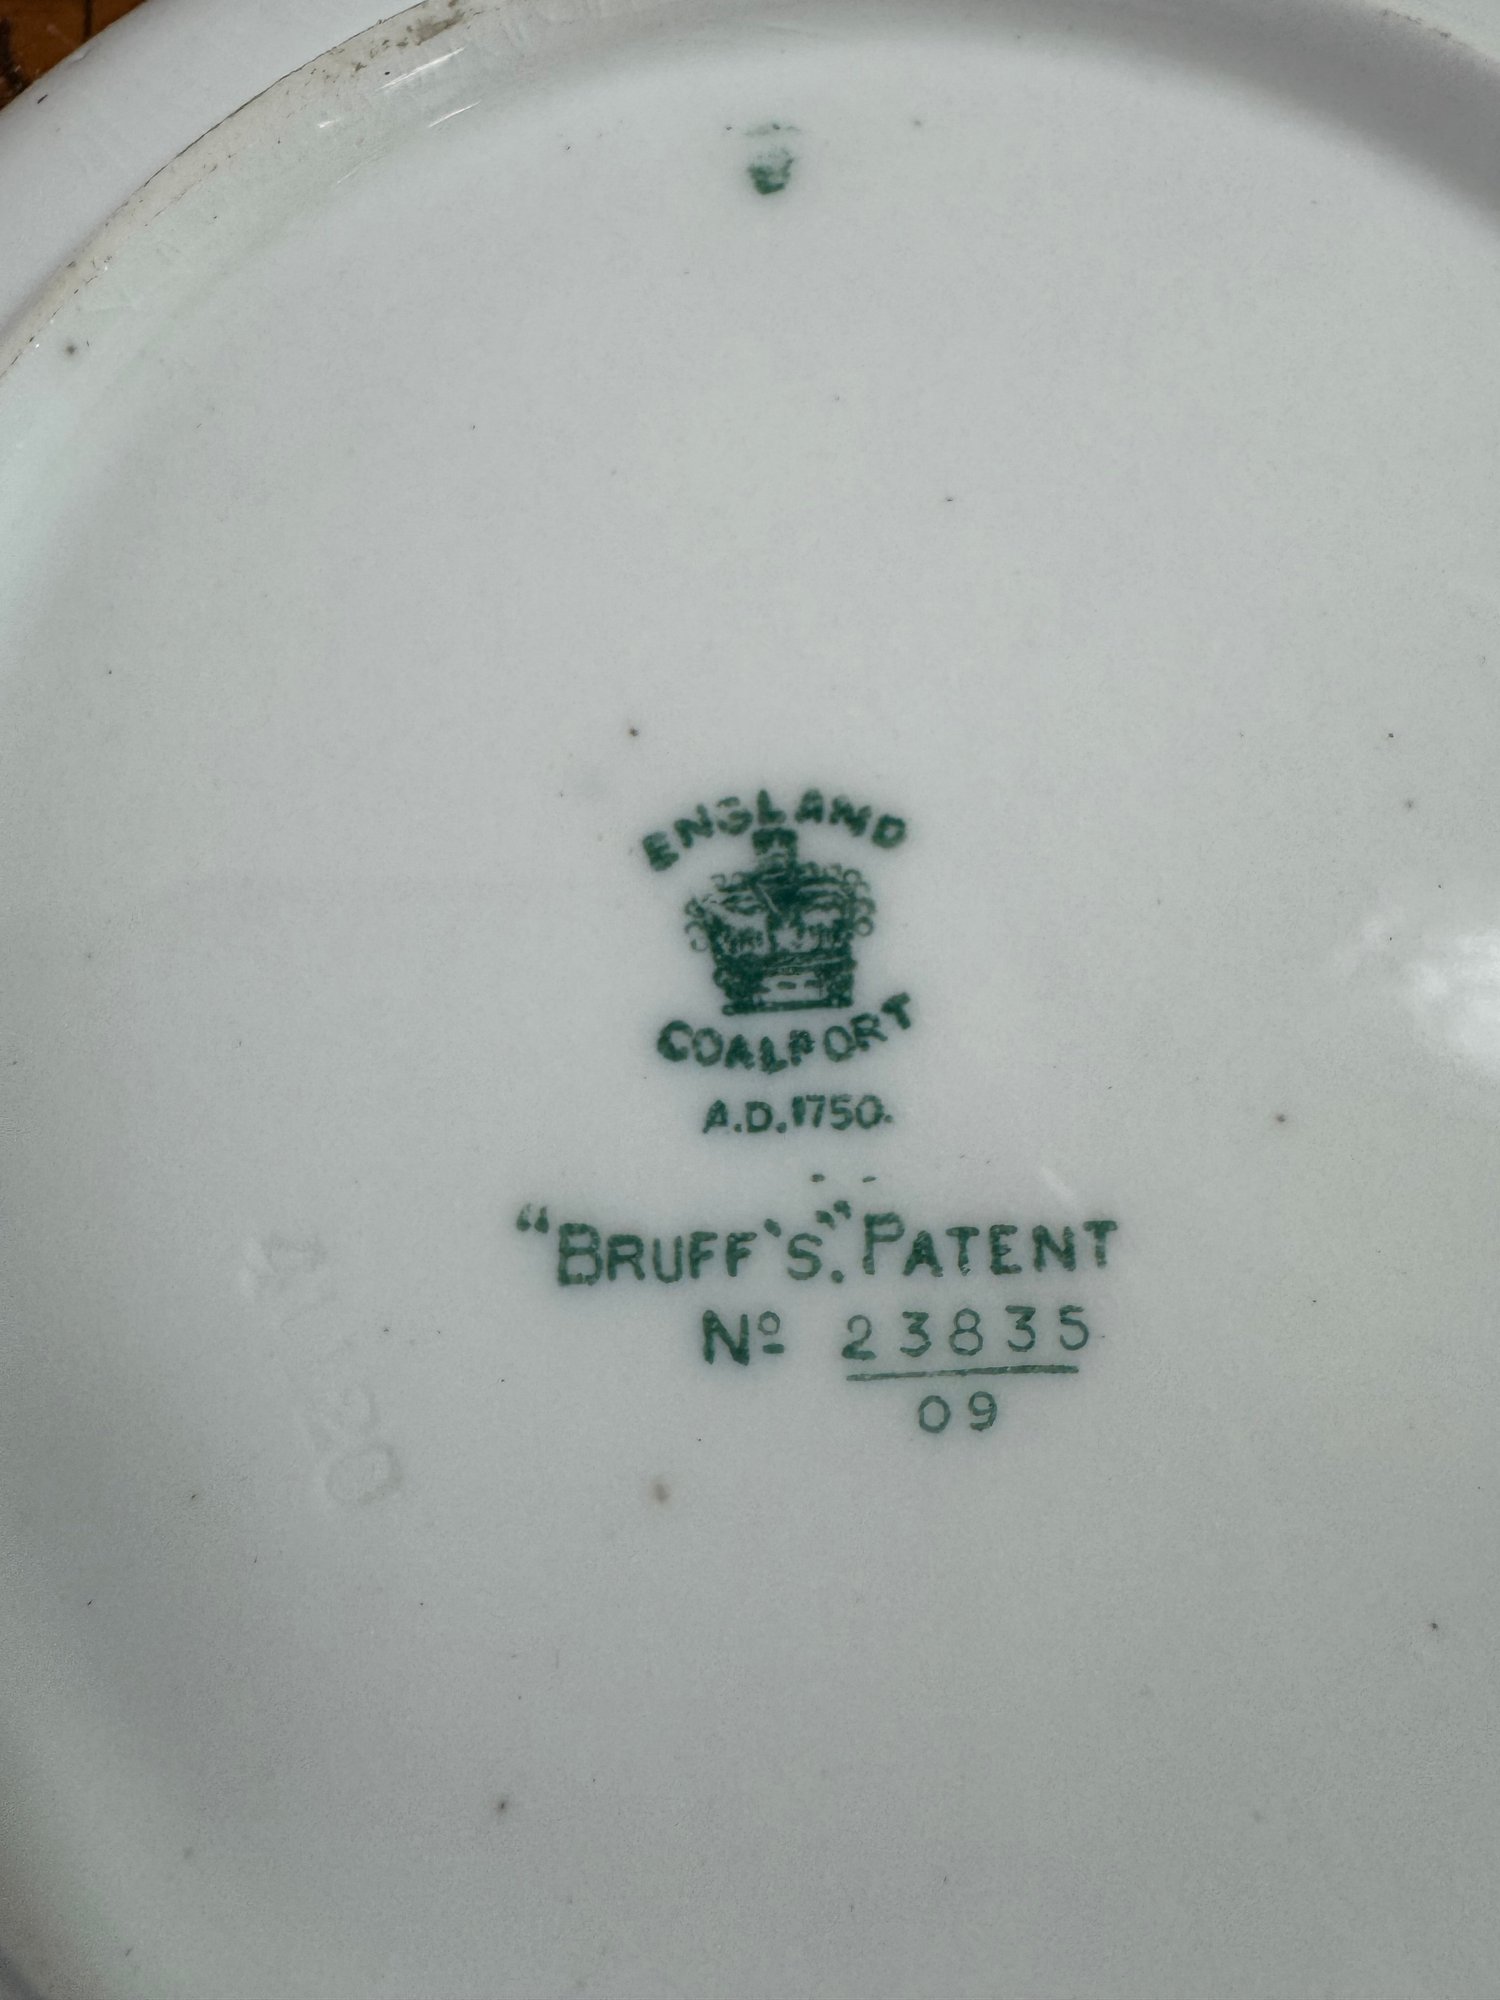 ENGLAND
COALPORT
A.D.1750.
"BRUFF'S". PATENT
Nº 23835
09